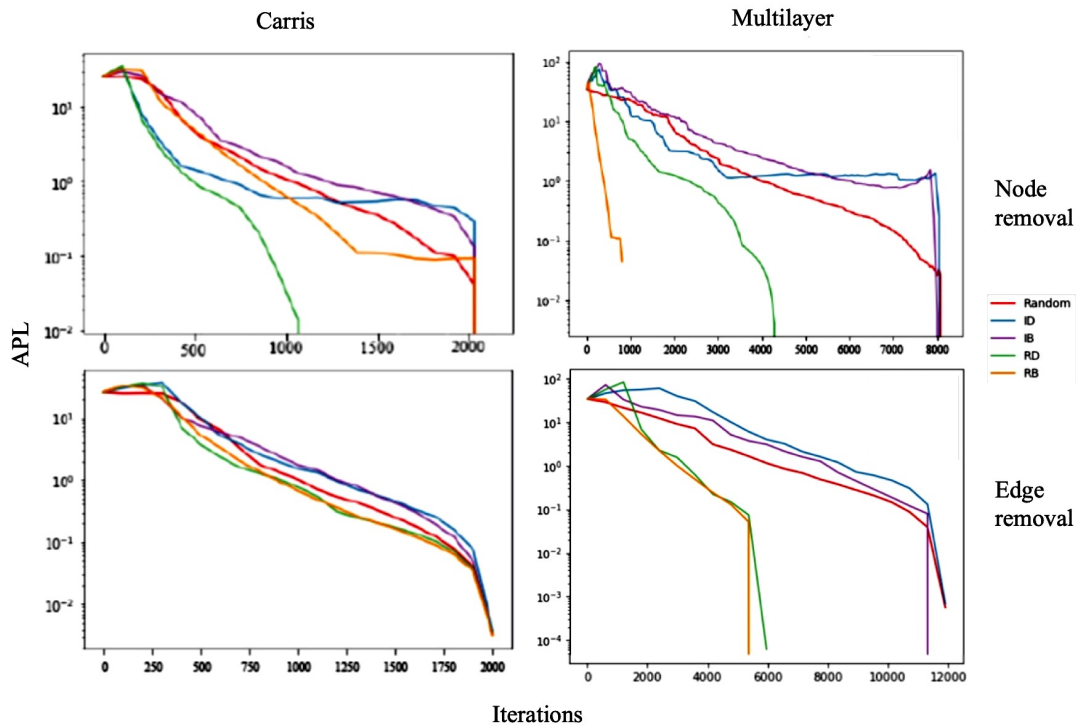 Carris
Multilayer
10¹
10⁰
10⁻¹
10⁻²
0 500 1000 1500 2000
10²
10¹
10⁰
10⁻¹
10⁻²
0 1000 2000 3000 4000 5000 6000 7000 8000
Node
removal
Random
ID
IB
RD
RB
APL
10¹
10⁰
10⁻¹
10⁻²
0 250 500 750 1000 1250 1500 1750 2000
10²
10¹
10⁰
10⁻¹
10⁻²
10⁻³
10⁻⁴
0 2000 4000 6000 8000 10000 12000
Edge
removal
Iterations